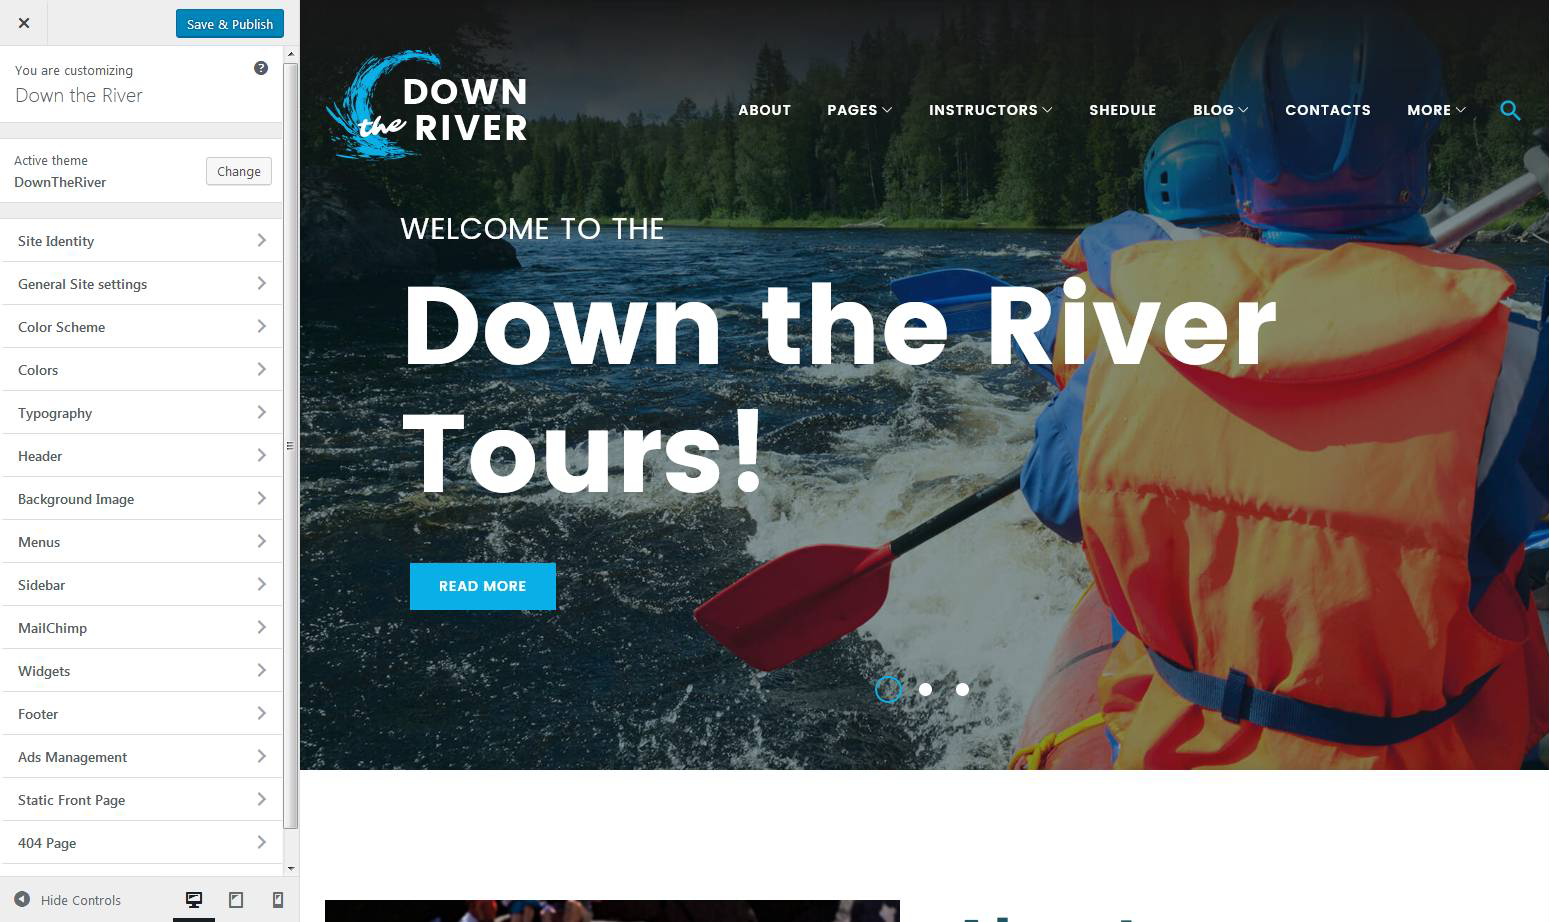 Save & Publish
You are customizing
Down the River
Active theme
DownTheRiver
Change
Site Identity
General Site settings
Color Scheme
Colors
Typography
Header
Background Image
Menus
Sidebar
MailChimp
Widgets
Footer
Ads Management
Static Front Page
404 Page
Hide Controls
DOWN
the RIVER
ABOUT PAGES INSTRUCTORS SHEDULE BLOG CONTACTS MORE
WELCOME TO THE
Down the River
Tours!
READ MORE